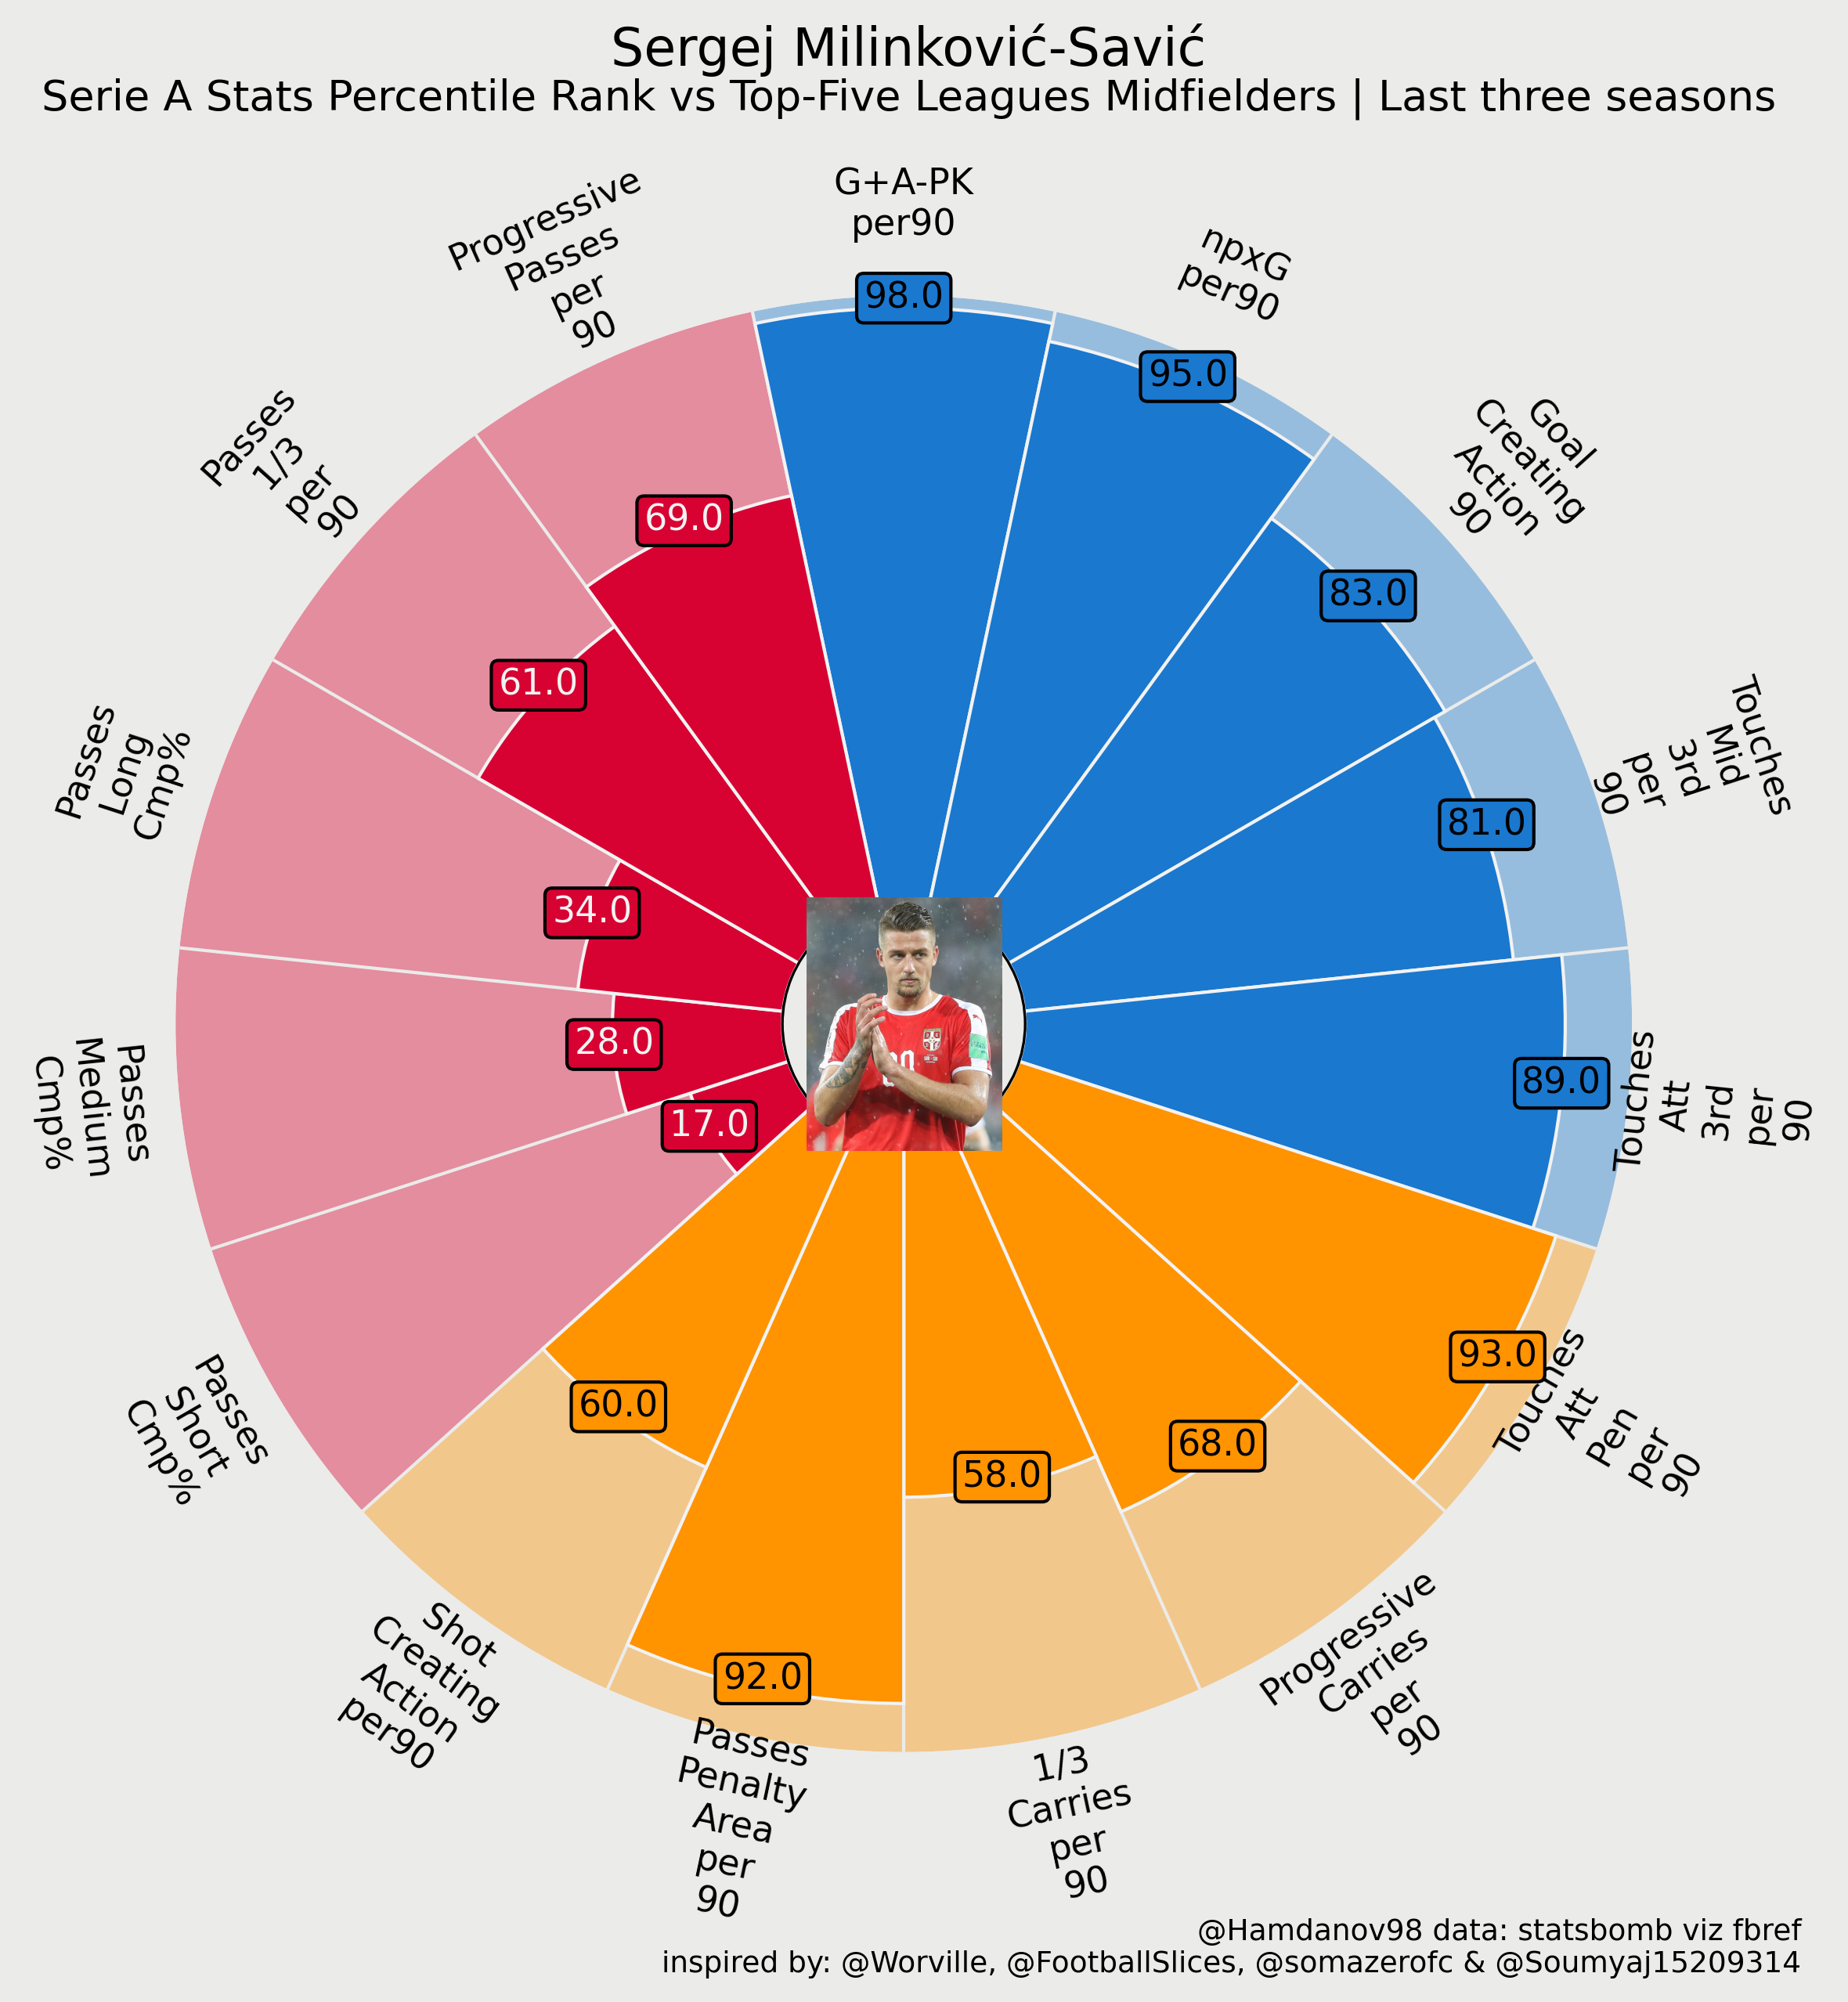 Sergej Milinković-Savić
Serie A Stats Percentile Rank vs Top-Five Leagues Midfielders | Last three seasons
G+A-PK
per90
98.0
npxG
per90
95.0
Goal
Creating
Action
90
83.0
Touches
Mid
3rd
per
90
81.0
Touches
Att
3rd
per
90
89.0
Touches
Att
Pen
per
90
93.0
Progressive
Carries
per
90
68.0
1/3
Carries
per
90
58.0
Passes
Penalty
Area
per
90
92.0
Shot
Creating
Action
per90
60.0
Passes
Short
Cmp%
17.0
Passes
Medium
Cmp%
28.0
Passes
Long
Cmp%
34.0
Passes
1/3
per
90
61.0
Progressive
Passes
per
90
69.0
@Hamdanov98 data: statsbomb viz fbref
inspired by: @Worville, @FootballSlices, @somazerofc & @Soumyaj15209314